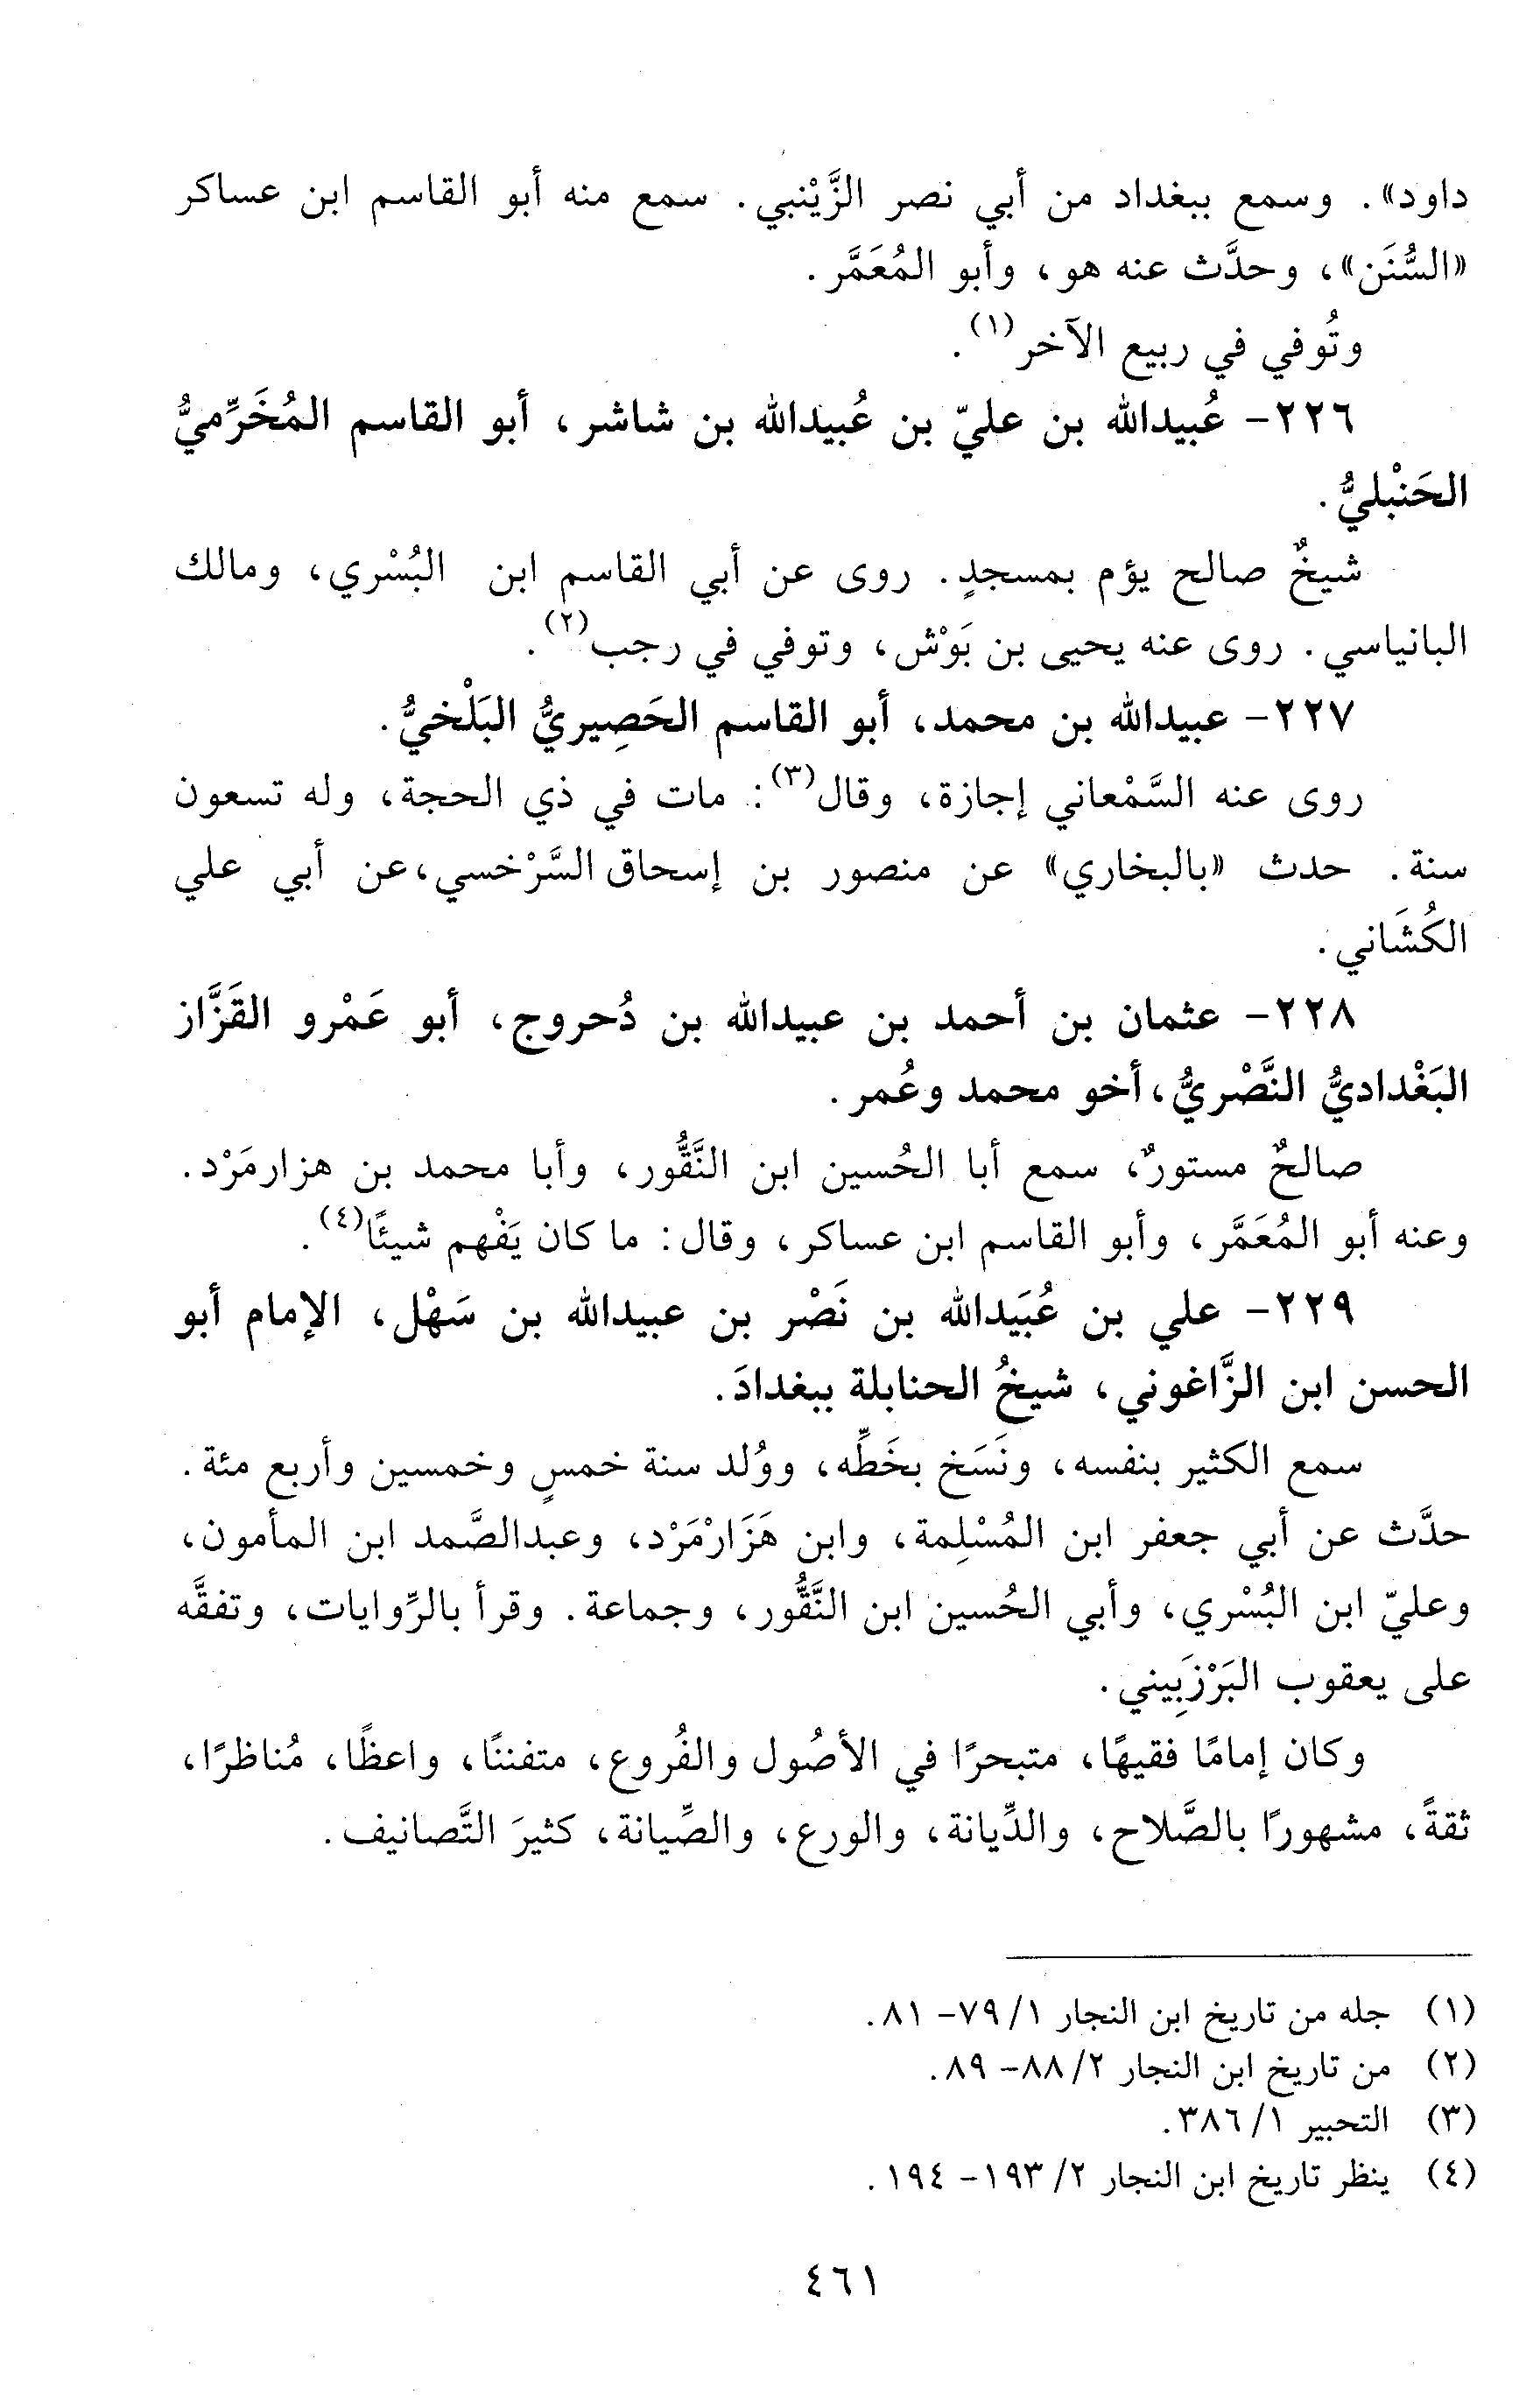 داود». وسمع ببغداد من أبي نصر الزَّيْنبي. سمع منه أبو القاسم ابن عساكر
«السُّنَن»، وحدَّث عنه هو، وأبو المُعَمَّر.
وتُوفي في ربيع الآخر(١).
٢٢٦- عُبيدالله بن عليّ بن عُبيدالله بن شاشر، أبو القاسم المُخَرِّميُّ
الحَنْبليُّ.
شيخٌ صالح يؤم بمسجدٍ. روى عن أبي القاسم ابن البُسْري، ومالك
البانياسي. روى عنه يحيى بن بَوْش، وتوفي في رجب(٢).
٢٢٧- عبيدالله بن محمد، أبو القاسم الحَصِيريُّ البَلْخيُّ.
روى عنه السَّمْعاني إجازة، وقال(٣): مات في ذي الحجة، وله تسعون
سنة. حدث «بالبخاري» عن منصور بن إسحاق السَّرْخسي، عن أبي علي
الكُشَاني.
٢٢٨- عثمان بن أحمد بن عبيدالله بن دُحروج، أبو عَمْرو القَزَّاز
البَغْداديُّ النَّصْريُّ، أخو محمد وعُمر.
صالحٌ مستورٌ، سمع أبا الحُسين ابن النَّقُّور، وأبا محمد بن هزارمَرْد.
وعنه أبو المُعَمَّر، وأبو القاسم ابن عساكر، وقال: ما كان يَفْهم شيئًا(٤).
٢٢٩- علي بن عُبَيدالله بن نَصْر بن عبيدالله بن سَهْل، الإمام أبو
الحسن ابن الزَّاغوني، شيخُ الحنابلة ببغدادَ.
سمع الكثير بنفسه، ونَسَخ بخَطِّه، ووُلد سنة خمسٍ وخمسين وأربع مئة.
حدَّث عن أبي جعفر ابن المُسْلِمة، وابن هَزَارْمَرْد، وعبدالصَّمد ابن المأمون،
وعليّ ابن البُسْري، وأبي الحُسين ابن النَّقُّور، وجماعة. وقرأ بالرِّوايات، وتفقَّه
على يعقوب البَرْزَبِيني.
وكان إمامًا فقيهًا، متبحرًا في الأصُول والفُروع، متفننًا، واعظًا، مُناظرًا،
ثقةً، مشهورًا بالصَّلاح، والدِّيانة، والورع، والصِّيانة، كثيرَ التَّصانيف.
(١) جله من تاريخ ابن النجار ١/ ٧٩- ٨١.
(٢) من تاريخ ابن النجار ٢/ ٨٨- ٨٩.
(٣) التحبير ١/ ٣٨٦.
(٤) ينظر تاريخ ابن النجار ٢/ ١٩٣- ١٩٤.
٤٦١